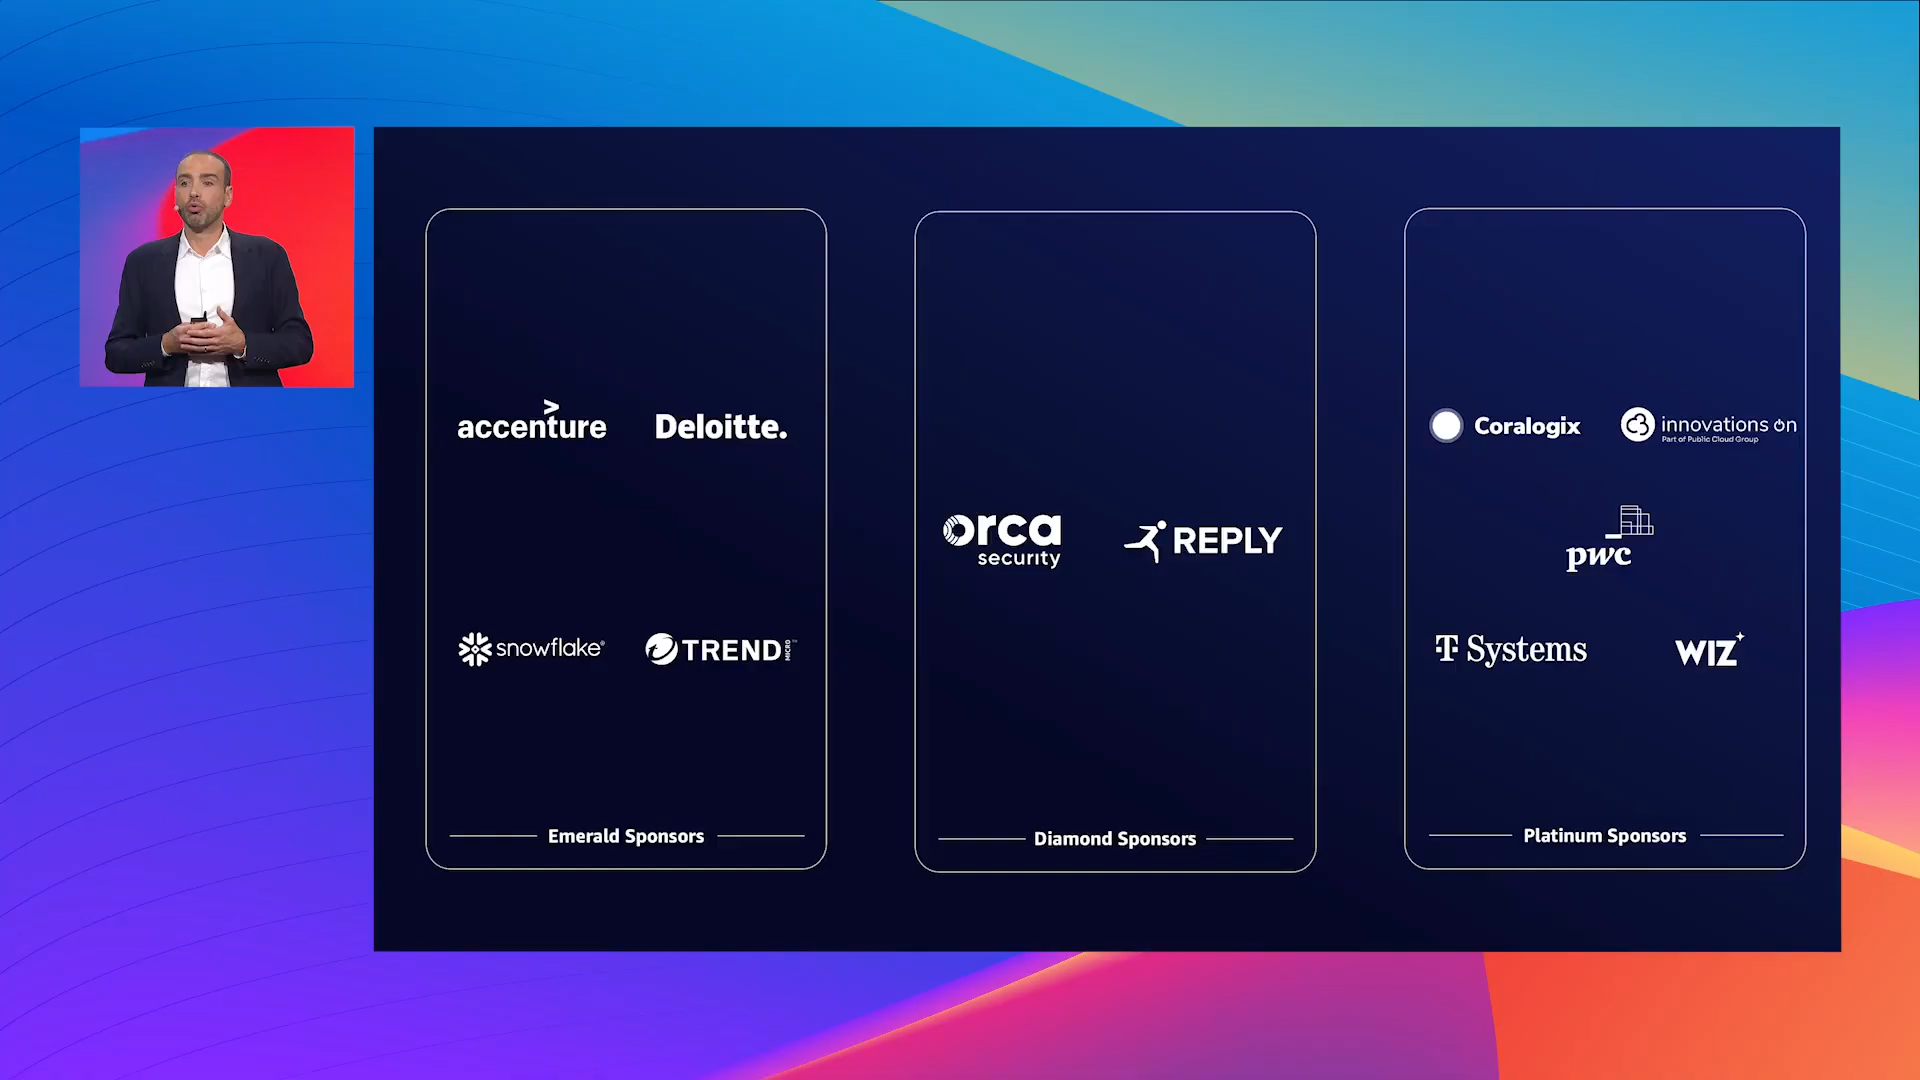 accenture
Deloitte.
snowflake®
TREND MICRO™
Emerald Sponsors
orca
security
REPLY
Diamond Sponsors
Coralogix
innovations on
Part of Public Cloud Group
pwc
T Systems
WIZ
Platinum Sponsors